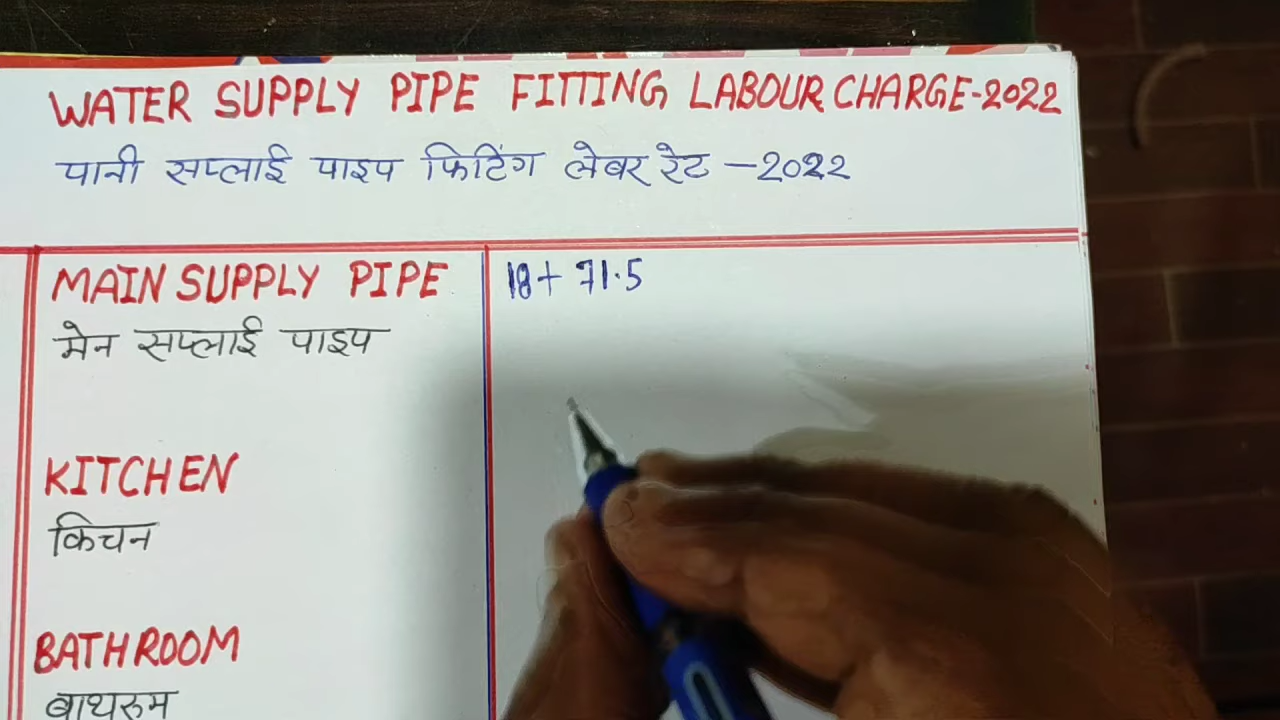 WATER SUPPLY PIPE FITTING LABOUR CHARGE-2022
पानी सप्लाई पाइप फिटिंग लेबर रेट -2022
MAIN SUPPLY PIPE 18+ 71.5
मेन सप्लाई पाइप
KITCHEN
किचन
BATHROOM
बाथरूम